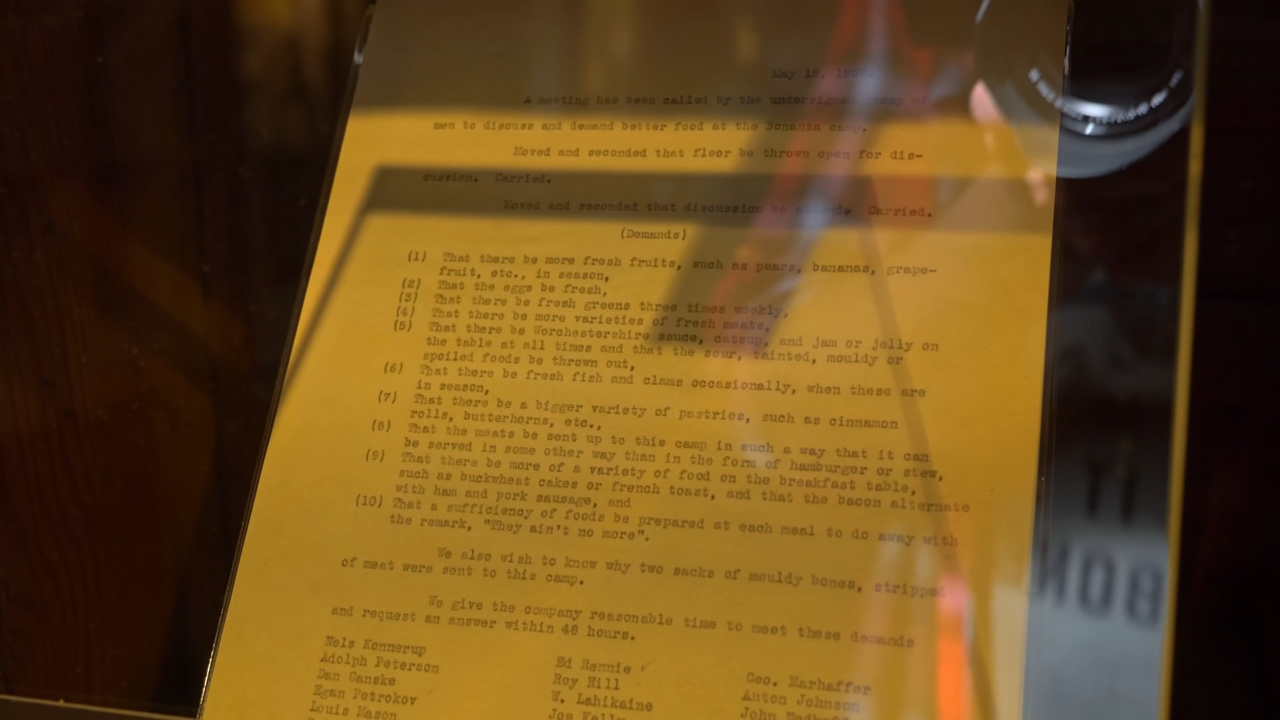 May 18, 19
A meeting has been called by the undersigned group of
men to discuss and demand better food at the Bonanza camp.
Moved and seconded that floor be thrown open for dis-
cussion. Carried.
Moved and seconded that discussion be Carried.
(Demands)
(1) That there be more fresh fruits, such as pears, bananas, grape-
fruit, etc., in season,
(2) That the eggs be fresh,
(3) That there be fresh greens three times weekly,
(4) That there be more varieties of fresh meats,
(5) That there be Worchestershire sauce, catsup, and jam or jelly on
the table at all times and that the sour, tainted, mouldy or
spoiled foods be thrown out,
(6) That there be fresh fish and clams occasionally, when these are
in season,
(7) That there be a bigger variety of pastries, such as cinnamon
rolls, butterhorns, etc.,
(8) That the meats be sent up to this camp in such a way that it can
be served in some other way than in the form of hamburger or stew,
(9) That there be more of a variety of food on the breakfast table,
such as buckwheat cakes or french toast, and that the bacon alternate
with ham and pork sausage, and
(10) That a sufficiency of foods be prepared at each meal to do away with
the remark, "They ain't no more".
We also wish to know why two sacks of mouldy bones, stripped
of meat were sent to this camp.
We give the company reasonable time to meet these demands
and request an answer within 48 hours.
Nels Konnerup Ed Rennie Geo. Marhaffer
Adolph Peterson Roy Hill Anton Johnson
Dan Ganske W. Lahikaine John
Egan Petrokov Joe Kelly
Louis Mason
BON